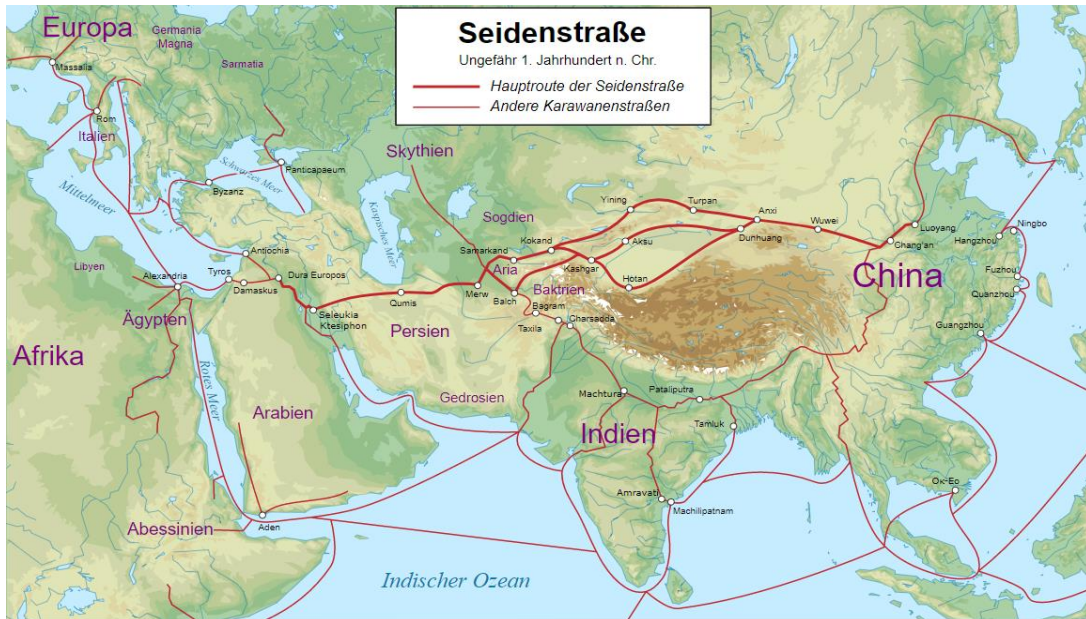 Seidenstraße
Ungefähr 1. Jahrhundert n. Chr.
Hauptroute der Seidenstraße
Andere Karawanenstraßen
Europa
Germania
Magna
Sarmatia
Massalia
Rom
Italien
Skythien
Panticapaeum
Schwarzes Meer
Byzanz
Mittelmeer
Kaspisches Meer
Sogdien
Yining
Turpan
Anxi
Wuwei
Luoyang
Ningbo
Hangzhou
Chang'an
Dunhuang
Aksu
Kokand
Samarkand
Antiochia
Libyen
Alexandria
Tyros
Damaskus
Dura Europos
Seleukia
Ktesiphon
Qumis
Merw
Aria
Balch
Baktrien
Kashgar
Hotan
China
Fuzhou
Quanzhou
Guangzhou
Bagram
Taxila
Charsadda
Ägypten
Persien
Afrika
Rotes Meer
Arabien
Gedrosien
Machtura
Pataliputra
Indien
Tamluk
Amravati
Machilipatnam
Ok-Eo
Abessinien
Aden
Indischer Ozean